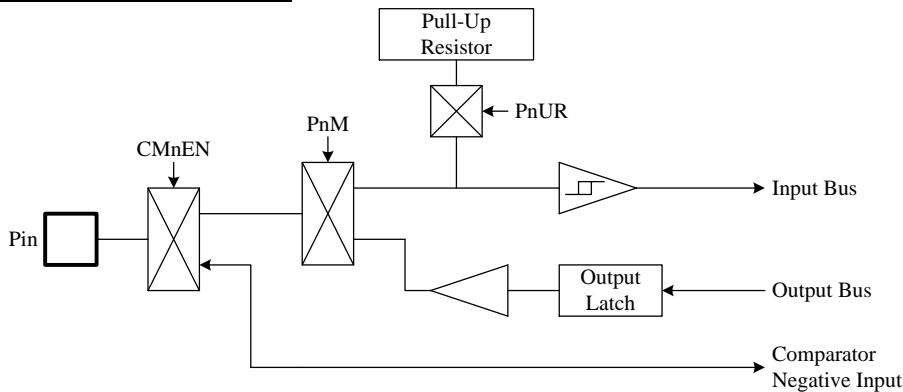 Pull-Up
Resistor
PnUR
PnM
CMnEN
Input Bus
Pin
Output
Latch
Output Bus
Comparator
Negative Input